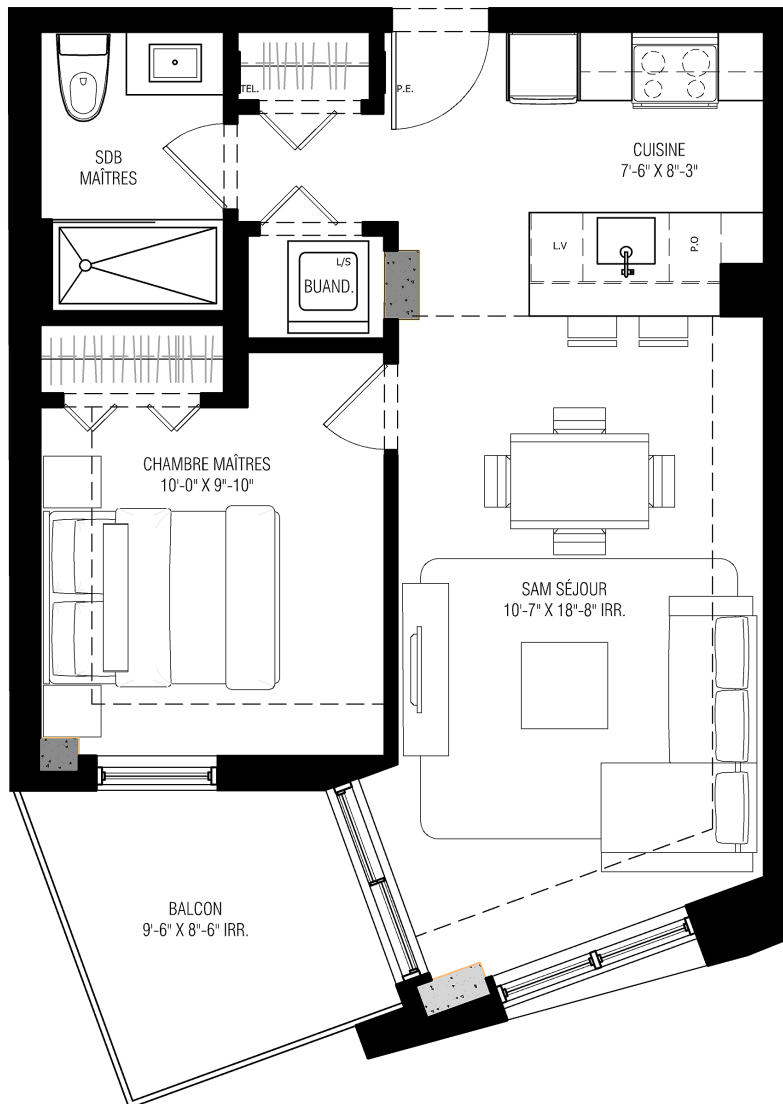 TEL.
P.E.
SDB
MAÎTRES
CUISINE
7'-6" X 8"-3"
L.V
P.O
L/S
BUAND.
CHAMBRE MAÎTRES
10'-0" X 9"-10"
SAM SÉJOUR
10'-7" X 18"-8" IRR.
BALCON
9'-6" X 8"-6" IRR.